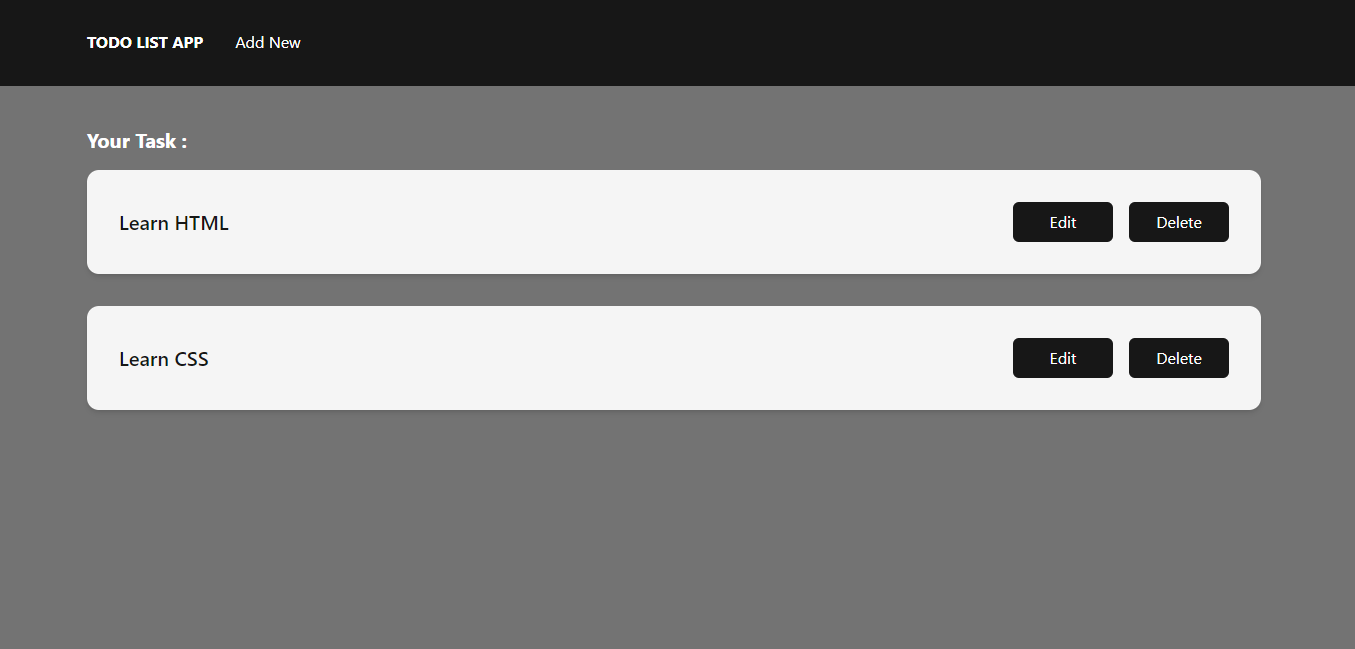 TODO LIST APP Add New
Your Task :
Learn HTML Edit Delete
Learn CSS Edit Delete